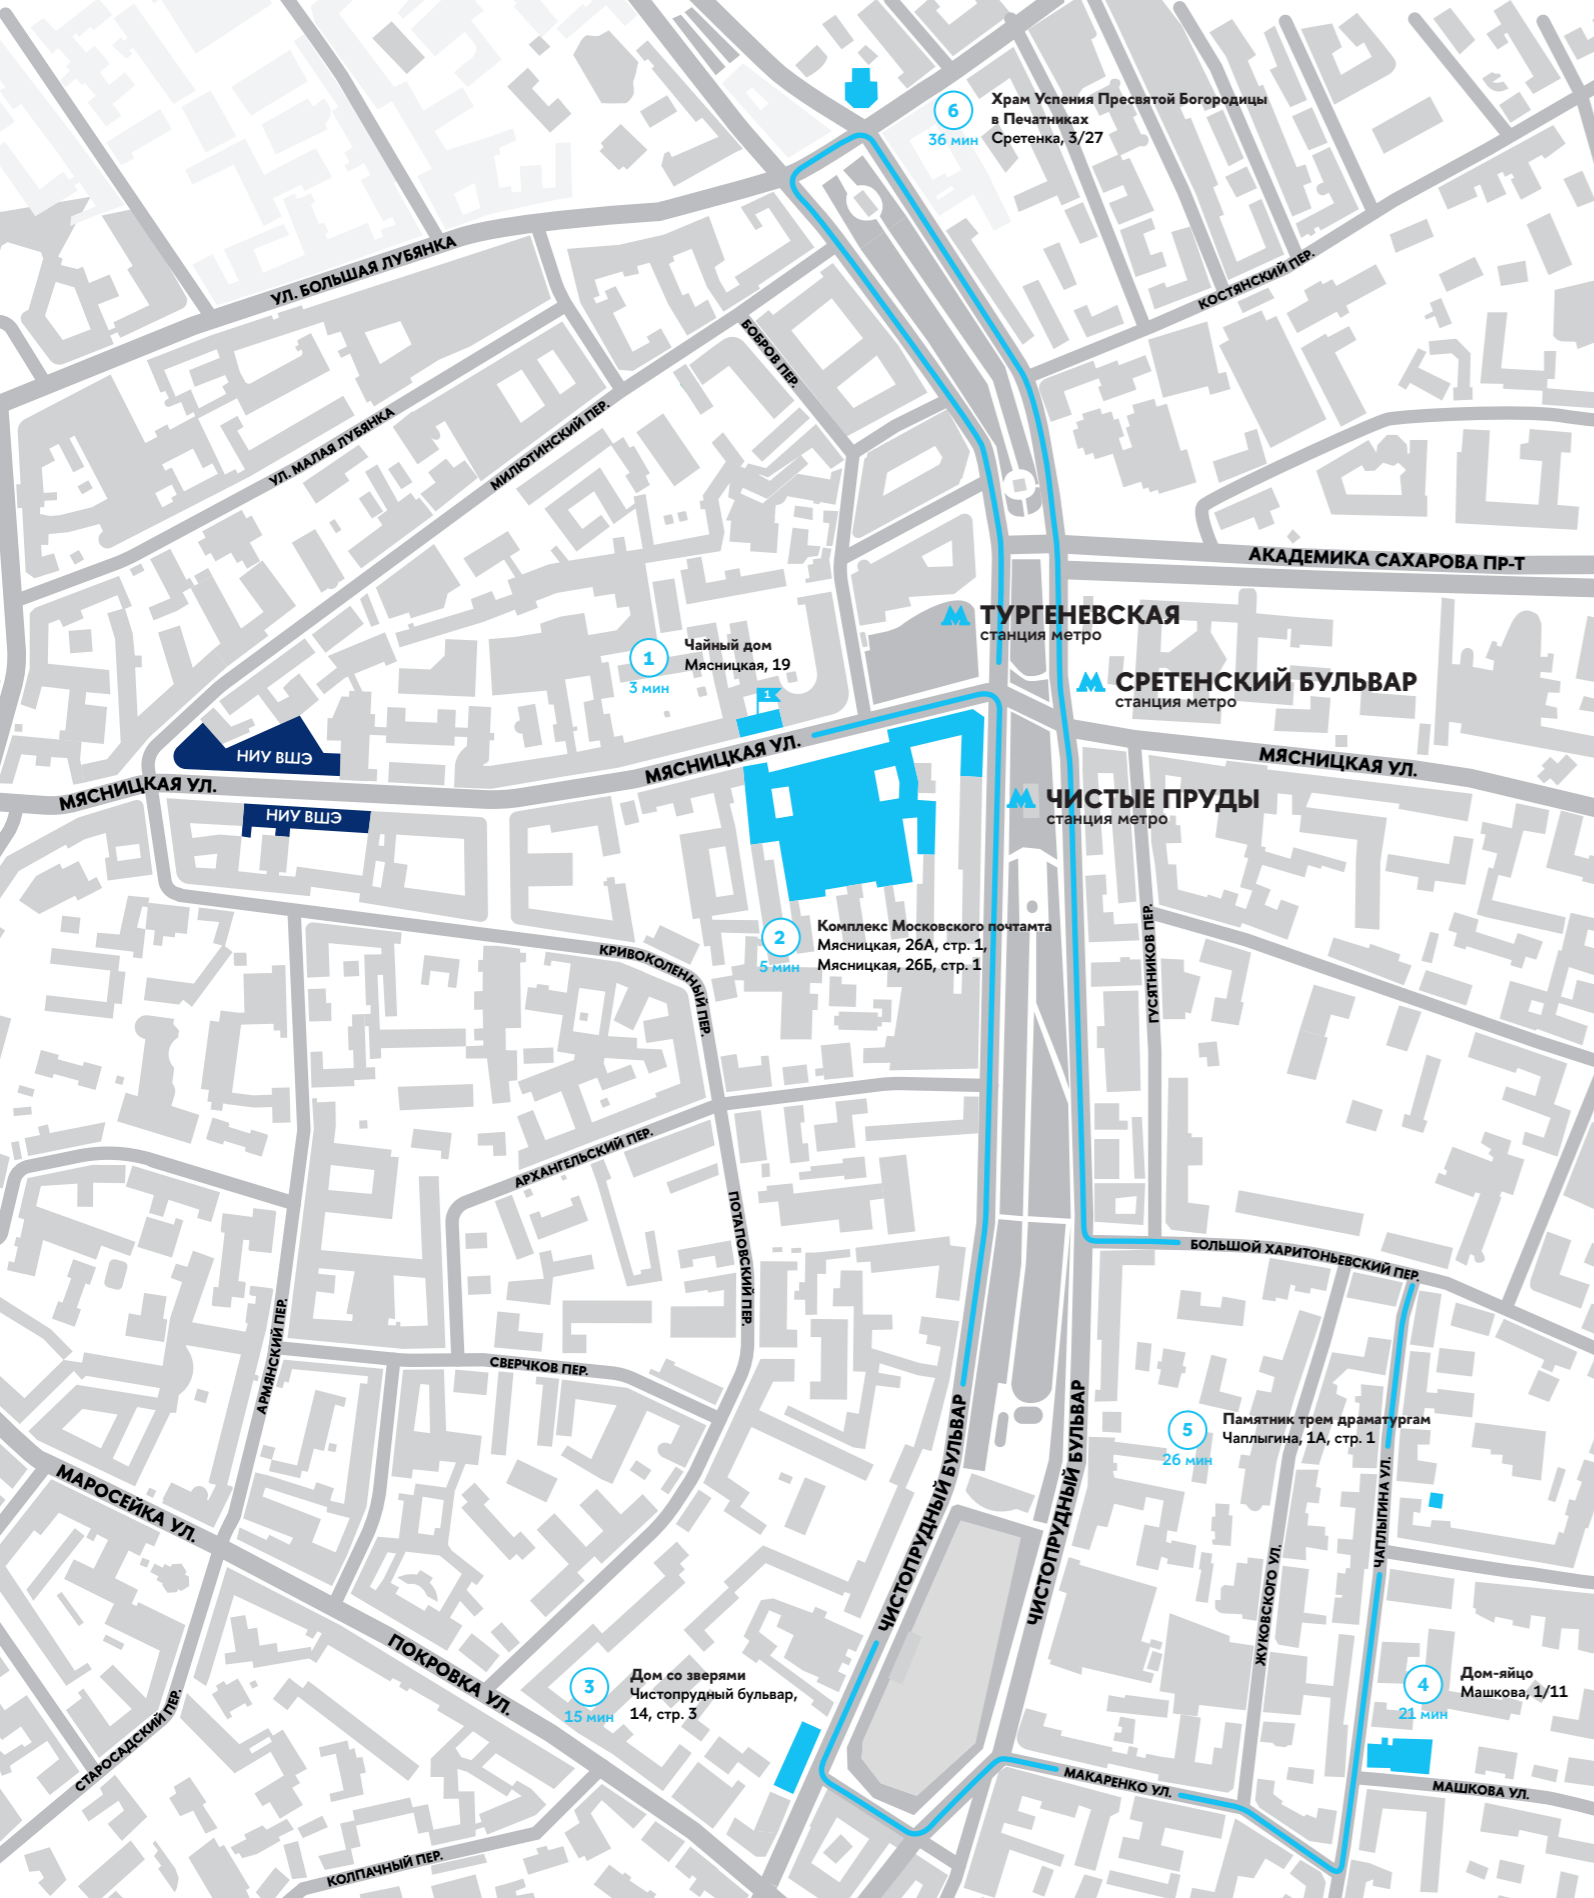 6
36 мин
Храм Успения Пресвятой Богородицы
в Печатниках
Сретенка, 3/27
УЛ. БОЛЬШАЯ ЛУБЯНКА
КОСТЯНСКИЙ ПЕР.
БОБРОВ ПЕР.
УЛ. МАЛАЯ ЛУБЯНКА
МИЛЮТИНСКИЙ ПЕР.
АКАДЕМИКА САХАРОВА ПР-Т
ТУРГЕНЕВСКАЯ
станция метро
1
3 мин
Чайный дом
Мясницкая, 19
1
СРЕТЕНСКИЙ БУЛЬВАР
станция метро
НИУ ВШЭ
МЯСНИЦКАЯ УЛ.
МЯСНИЦКАЯ УЛ.
МЯСНИЦКАЯ УЛ.
НИУ ВШЭ
ЧИСТЫЕ ПРУДЫ
станция метро
2
5 мин
Комплекс Московского почтамта
Мясницкая, 26А, стр. 1,
Мясницкая, 26Б, стр. 1
КРИВОКОЛЕННЫЙ ПЕР.
ГУСЯТНИКОВ ПЕР.
АРХАНГЕЛЬСКИЙ ПЕР.
ПОТАПОВСКИЙ ПЕР.
БОЛЬШОЙ ХАРИТОНЬЕВСКИЙ ПЕР.
АРМЯНСКИЙ ПЕР.
СВЕРЧКОВ ПЕР.
ЧИСТОПРУДНЫЙ БУЛЬВАР
ЧИСТОПРУДНЫЙ БУЛЬВАР
5
26 мин
Памятник трем драматургам
Чаплыгина, 1А, стр. 1
ЧАПЛЫГИНА УЛ.
МАРОСЕЙКА УЛ.
ЖУКОВСКОГО УЛ.
ПОКРОВКА УЛ.
3
15 мин
Дом со зверями
Чистопрудный бульвар,
14, стр. 3
4
21 мин
Дом-яйцо
Машкова, 1/11
СТАРОСАДСКИЙ ПЕР.
МАКАРЕНКО УЛ.
МАШКОВА УЛ.
КОЛПАЧНЫЙ ПЕР.